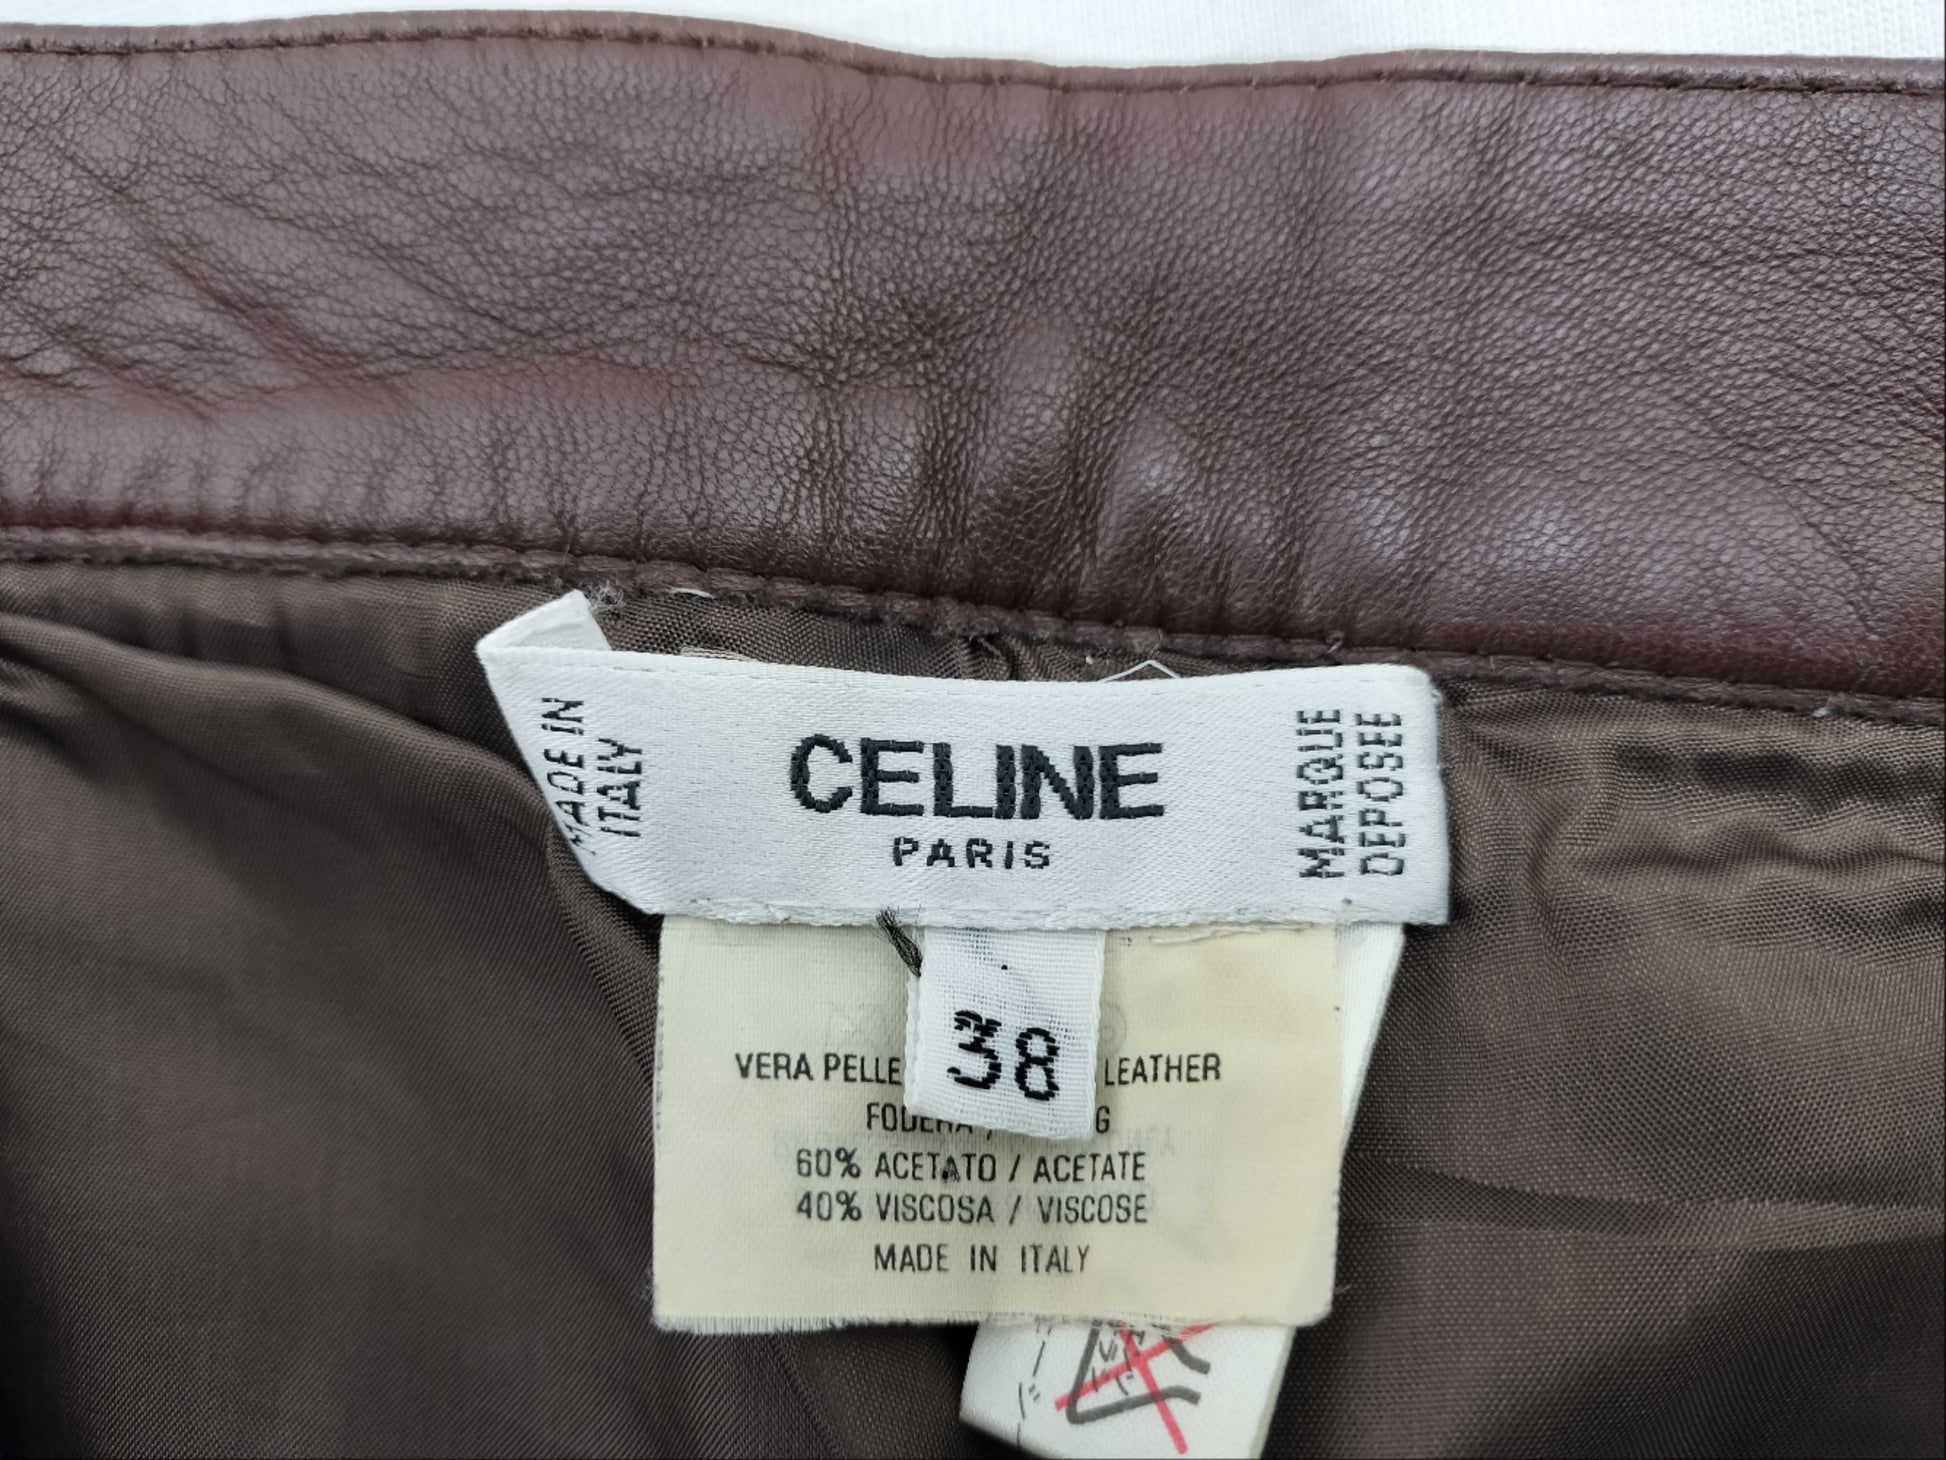 MADE IN
ITALY
CELINE
PARIS
MARQUE
DEPOSEE
38
VERA PELLE LEATHER
60% ACETATO / ACETATE
40% VISCOSA / VISCOSE
MADE IN ITALY